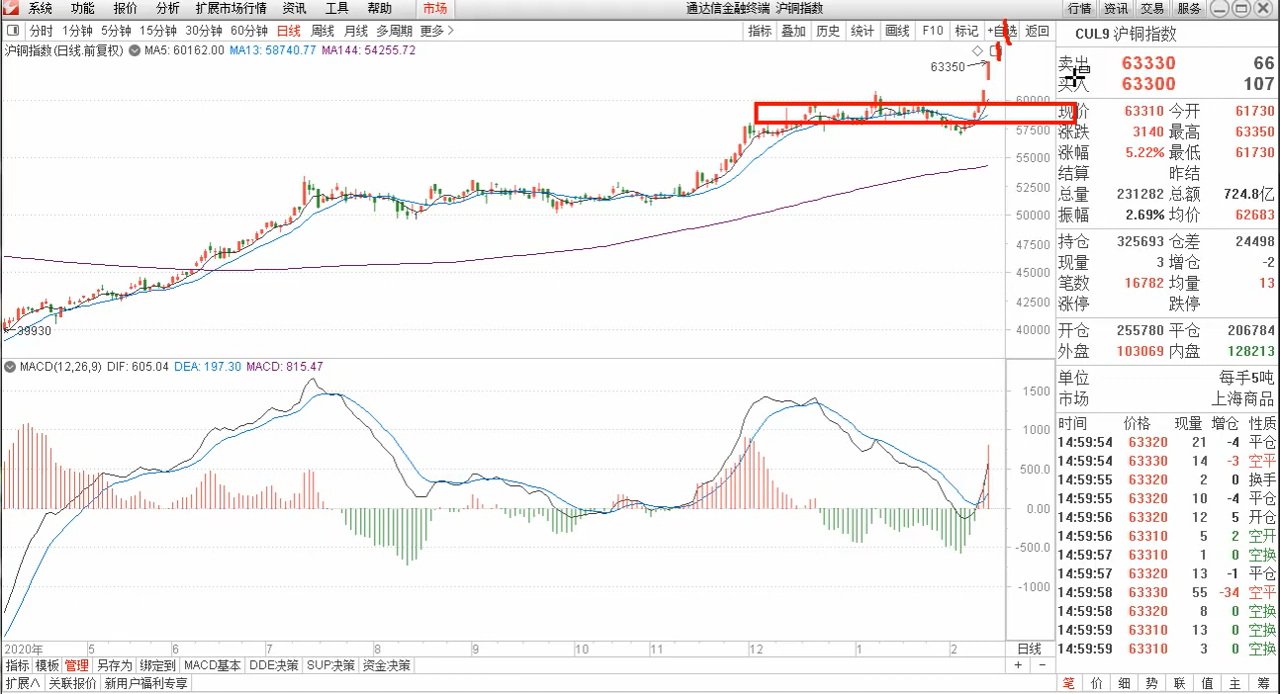 系统 功能 报价 分析 扩展市场行情 资讯 工具 帮助 市场 通达信金融终端 沪铜指数 行情 资讯 交易 服务
分时 1分钟 5分钟 15分钟 30分钟 60分钟 日线 周线 月线 多周期 更多> 指标 叠加 历史 统计 画线 F10 标记 +自选 返回
沪铜指数(日线.前复权) MA5: 60162.00 MA13: 58740.77 MA144: 54255.72
63350
60000
57500
55000
52500
50000
47500
45000
42500
40000
39930
MACD(12,26,9) DIF: 605.04 DEA: 197.30 MACD: 815.47
1500
1000
500.0
0.00
-500.0
-1000
2020年 5 6 7 8 9 10 11 12 1 2 日线
指标 模板 管理 另存为 绑定到 MACD基本 DDE决策 SUP决策 资金决策 + -
扩展∧ 关联报价 新用户福利专享
CUL9 沪铜指数
卖出 63330 66
买入 63300 107
现价 63310 今开 61730
涨跌 3140 最高 63350
涨幅 5.22% 最低 61730
结算 昨结
总量 231282 总额 724.8亿
振幅 2.69% 均价 62683
持仓 325693 仓差 24498
现量 3 增仓 -2
笔数 16782 均量 13
涨停 跌停
开仓 255780 平仓 206784
外盘 103069 内盘 128213
单位 每手5吨
市场 上海商品
时间 价格 现量 增仓 性质
14:59:54 63320 21 -4 平仓
14:59:54 63330 14 -3 空平
14:59:55 63320 2 0 换手
14:59:55 63320 10 -4 平仓
14:59:56 63320 12 5 开仓
14:59:56 63310 5 2 空开
14:59:57 63310 1 0 空换
14:59:57 63320 13 -1 平仓
14:59:58 63330 55 -34 空平
14:59:58 63320 8 0 空换
14:59:59 63310 13 0 空换
14:59:59 63310 3 0 空换
笔 价 细 势 联 值 主 筹